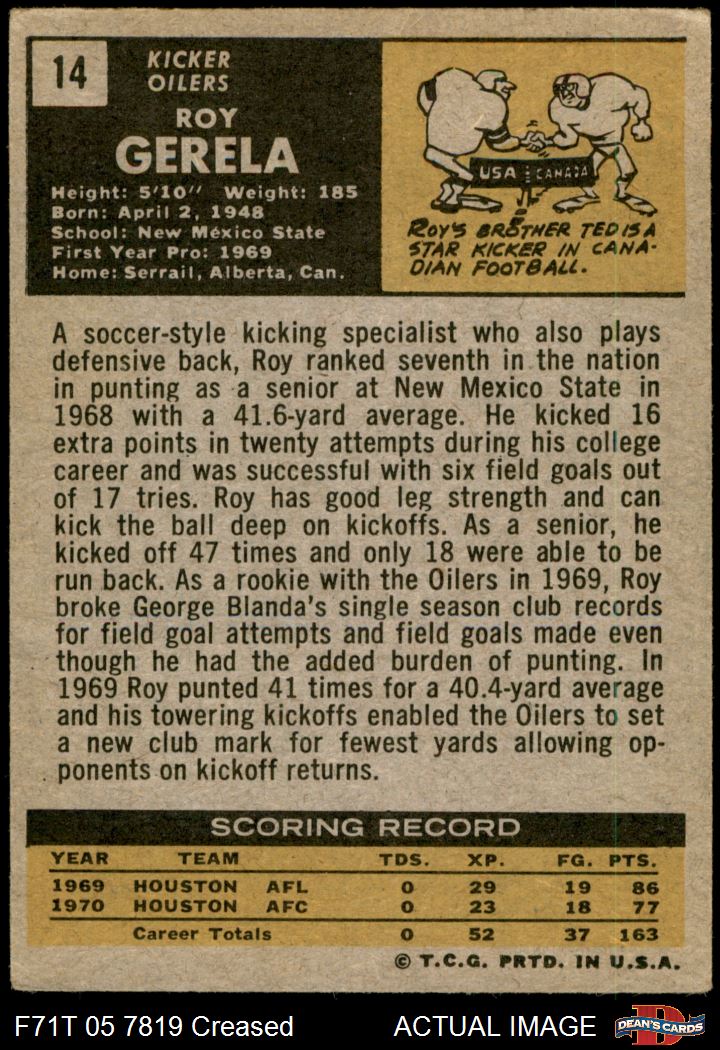 14
KICKER
OILERS
ROY
GERELA
Height: 5'10" Weight: 185
Born: April 2, 1948
School: New Mexico State
First Year Pro: 1969
Home: Serrail, Alberta, Can.
USA CANADA
ROY'S BROTHER TED IS A
STAR KICKER IN CANA-
DIAN FOOTBALL.
A soccer-style kicking specialist who also plays
defensive back, Roy ranked seventh in the nation
in punting as a senior at New Mexico State in
1968 with a 41.6-yard average. He kicked 16
extra points in twenty attempts during his college
career and was successful with six field goals out
of 17 tries. Roy has good leg strength and can
kick the ball deep on kickoffs. As a senior, he
kicked off 47 times and only 18 were able to be
run back. As a rookie with the Oilers in 1969, Roy
broke George Blanda's single season club records
for field goal attempts and field goals made even
though he had the added burden of punting. In
1969 Roy punted 41 times for a 40.4-yard average
and his towering kickoffs enabled the Oilers to set
a new club mark for fewest yards allowing op-
ponents on kickoff returns.
SCORING RECORD
YEAR TEAM TDS. XP. FG. PTS.
1969 HOUSTON AFL 0 29 19 86
1970 HOUSTON AFC 0 23 18 77
Career Totals 0 52 37 163
© T.C.G. PRTD. IN U.S.A.
F71T 05 7819 Creased ACTUAL IMAGE
D
DEAN'S CARDS